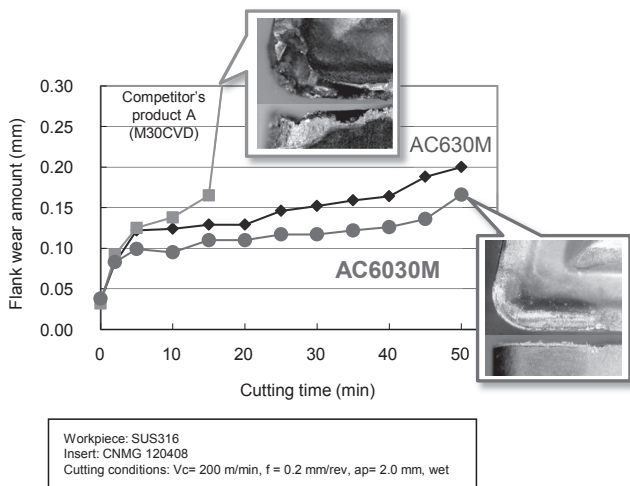 0.30
0.25
0.20
0.15
0.10
0.05
0.00
Flank wear amount (mm)
Competitor's
product A
(M30CVD)
AC630M
AC6030M
0
10
20
30
40
50
Cutting time (min)
Workpiece: SUS316
Insert: CNMG 120408
Cutting conditions: Vc= 200 m/min, f = 0.2 mm/rev, ap= 2.0 mm, wet